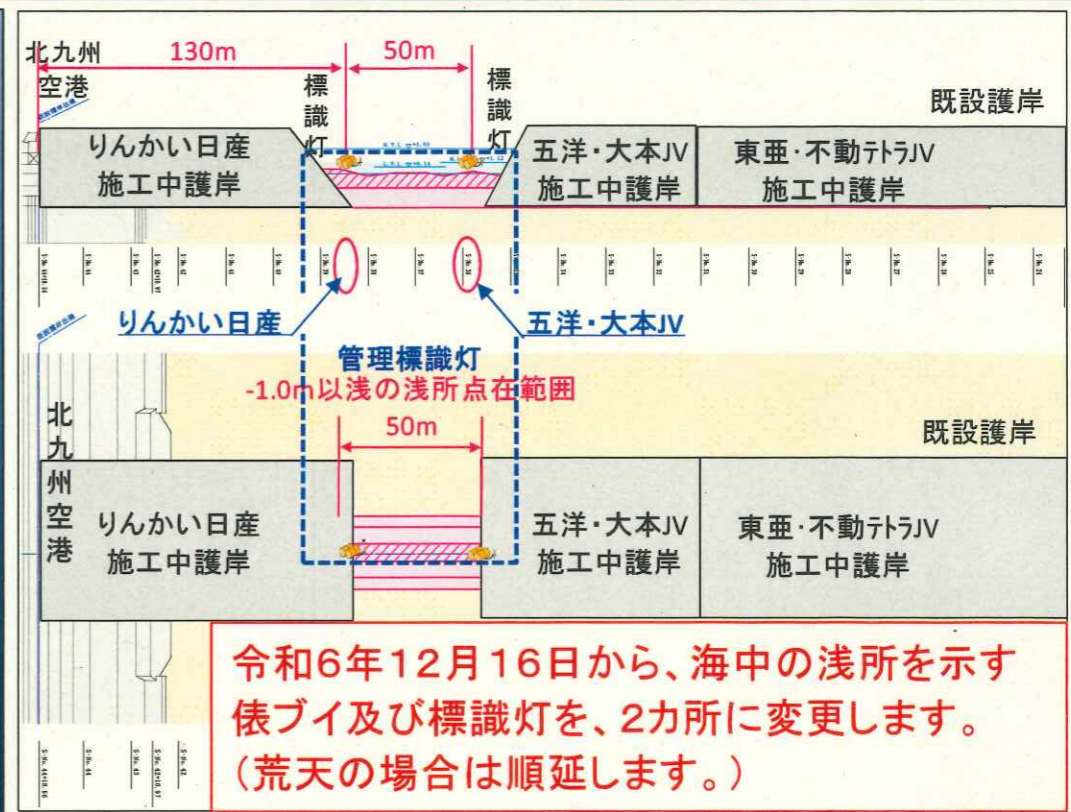 北九州
空港
130m
50m
標識灯
標識灯
既設護岸
りんかい日産
施工中護岸
五洋・大本JV
施工中護岸
東亜・不動テトラJV
施工中護岸
りんかい日産
五洋・大本JV
管理標識灯
-1.0m以浅の浅所点在範囲
50m
既設護岸
北九州空港
りんかい日産
施工中護岸
五洋・大本JV
施工中護岸
東亜・不動テトラJV
施工中護岸
令和6年12月16日から、海中の浅所を示す
俵ブイ及び標識灯を、2カ所に変更します。
(荒天の場合は順延します。)